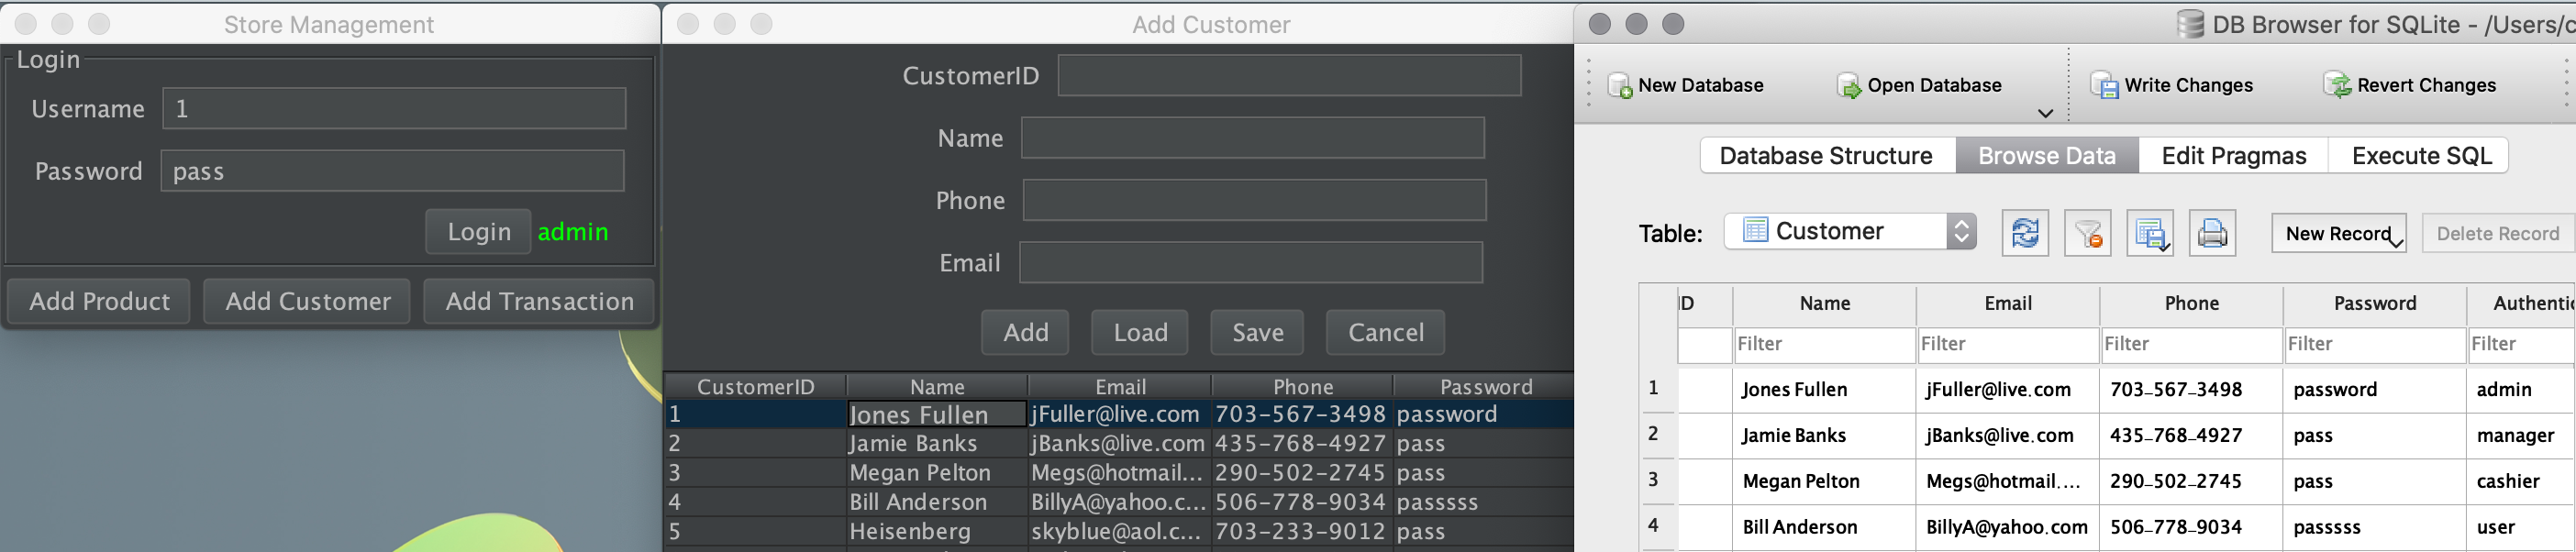 Store Management
Login
Username 1
Password pass
Login admin
Add Product Add Customer Add Transaction
Add Customer
CustomerID
Name
Phone
Email
Add Load Save Cancel
CustomerID Name Email Phone Password
1 Jones Fullen jFuller@live.com 703-567-3498 password
2 Jamie Banks jBanks@live.com 435-768-4927 pass
3 Megan Pelton Megs@hotmail... 290-502-2745 pass
4 Bill Anderson BillyA@yahoo.c... 506-778-9034 passsss
5 Heisenberg skyblue@aol.c... 703-233-9012 pass
DB Browser for SQLite - /Users/c
New Database Open Database Write Changes Revert Changes
Database Structure Browse Data Edit Pragmas Execute SQL
Table: Customer New Record Delete Record
ID Name Email Phone Password Authentic
Filter Filter Filter Filter Filter
1 Jones Fullen jFuller@live.com 703-567-3498 password admin
2 Jamie Banks jBanks@live.com 435-768-4927 pass manager
3 Megan Pelton Megs@hotmail.... 290-502-2745 pass cashier
4 Bill Anderson BillyA@yahoo.com 506-778-9034 passsss user